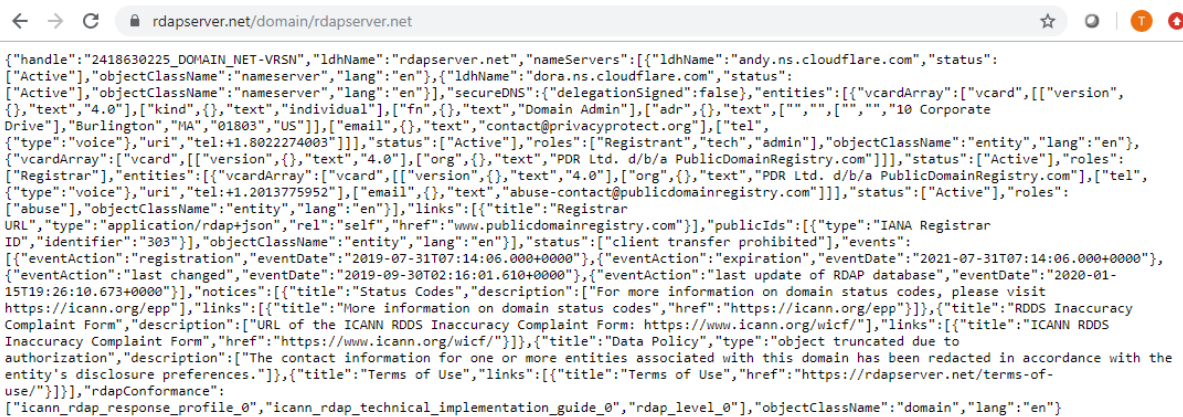 rdapserver.net/domain/rdapserver.net
T
{"handle":"2418630225_DOMAIN_NET-VRSN","ldhName":"rdapserver.net","nameServers":[{"ldhName":"andy.ns.cloudflare.com","status":
["Active"],"objectClassName":"nameserver","lang":"en"},{"ldhName":"dora.ns.cloudflare.com","status":
["Active"],"objectClassName":"nameserver","lang":"en"}],"secureDNS":{"delegationSigned":false},"entities":[{"vcardArray":["vcard",[["version",
{},"text","4.0"],["kind",{},"text","individual"],["fn",{},"text","Domain Admin"],["adr",{},"text",["","",["","","10 Corporate
Drive"],"Burlington","MA","01803","US"]],["email",{},"text","contact@privacyprotect.org"],["tel",
{"type":"voice"},"uri","tel:+1.8022274003"]]],"status":["Active"],"roles":["Registrant","tech","admin"],"objectClassName":"entity","lang":"en"},
{"vcardArray":["vcard",[["version",{},"text","4.0"],["org",{},"text","PDR Ltd. d/b/a PublicDomainRegistry.com"]]],"status":["Active"],"roles":
["Registrar"],"entities":[{"vcardArray":["vcard",[["version",{},"text","4.0"],["org",{},"text","PDR Ltd. d/b/a PublicDomainRegistry.com"],["tel",
{"type":"voice"},"uri","tel:+1.2013775952"],["email",{},"text","abuse-contact@publicdomainregistry.com"]]],"status":["Active"],"roles":
["abuse"],"objectClassName":"entity","lang":"en"}],"links":[{"title":"Registrar
URL","type":"application/rdap+json","rel":"self","href":"www.publicdomainregistry.com"}],"publicIds":[{"type":"IANA Registrar
ID","identifier":"303"}],"objectClassName":"entity","lang":"en"}],"status":["client transfer prohibited"],"events":
[{"eventAction":"registration","eventDate":"2019-07-31T07:14:06.000+0000"},{"eventAction":"expiration","eventDate":"2021-07-31T07:14:06.000+0000"},
{"eventAction":"last changed","eventDate":"2019-09-30T02:16:01.610+0000"},{"eventAction":"last update of RDAP database","eventDate":"2020-01-
15T19:26:10.673+0000"}],"notices":[{"title":"Status Codes","description":["For more information on domain status codes, please visit
https://icann.org/epp"],"links":[{"title":"More information on domain status codes","href":"https://icann.org/epp"}]},{"title":"RDDS Inaccuracy
Complaint Form","description":["URL of the ICANN RDDS Inaccuracy Complaint Form: https://www.icann.org/wicf/"],"links":[{"title":"ICANN RDDS
Inaccuracy Complaint Form","href":"https://www.icann.org/wicf/"}]},{"title":"Data Policy","type":"object truncated due to
authorization","description":["The contact information for one or more entities associated with this domain has been redacted in accordance with the
entity's disclosure preferences."]},{"title":"Terms of Use","links":[{"title":"Terms of Use","href":"https://rdapserver.net/terms-of-
use/"}]}],"rdapConformance":
["icann_rdap_response_profile_0","icann_rdap_technical_implementation_guide_0","rdap_level_0"],"objectClassName":"domain","lang":"en"}